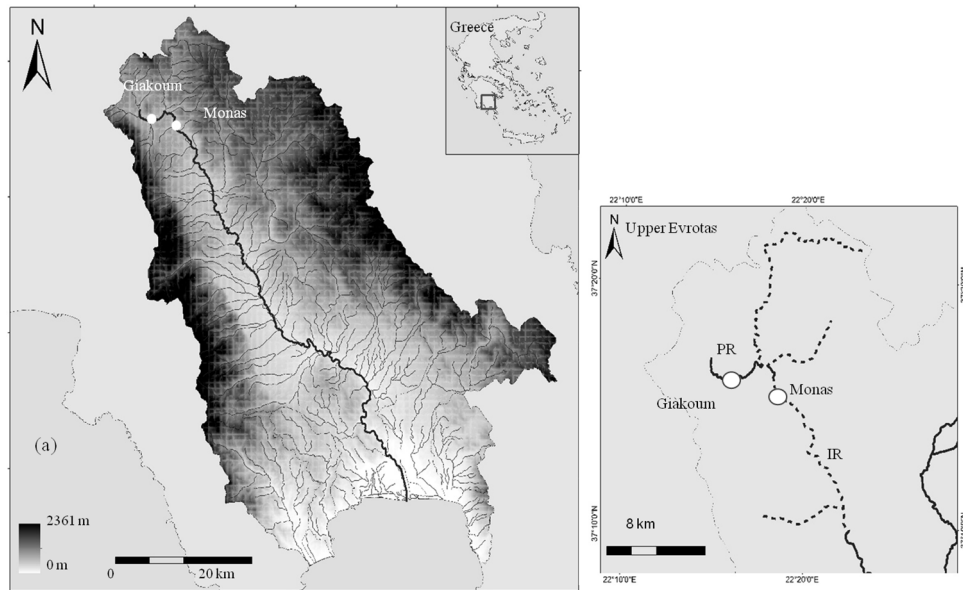 N
Greece
Giakoum
Monas
(a)
2361 m
0 m
0
20 km
22°10'0"E
22°20'0"E
N
Upper Evrotas
37°20'0"N
PR
Giakoum
Monas
IR
37°10'0"N
8 km
22°10'0"E
22°20'0"E